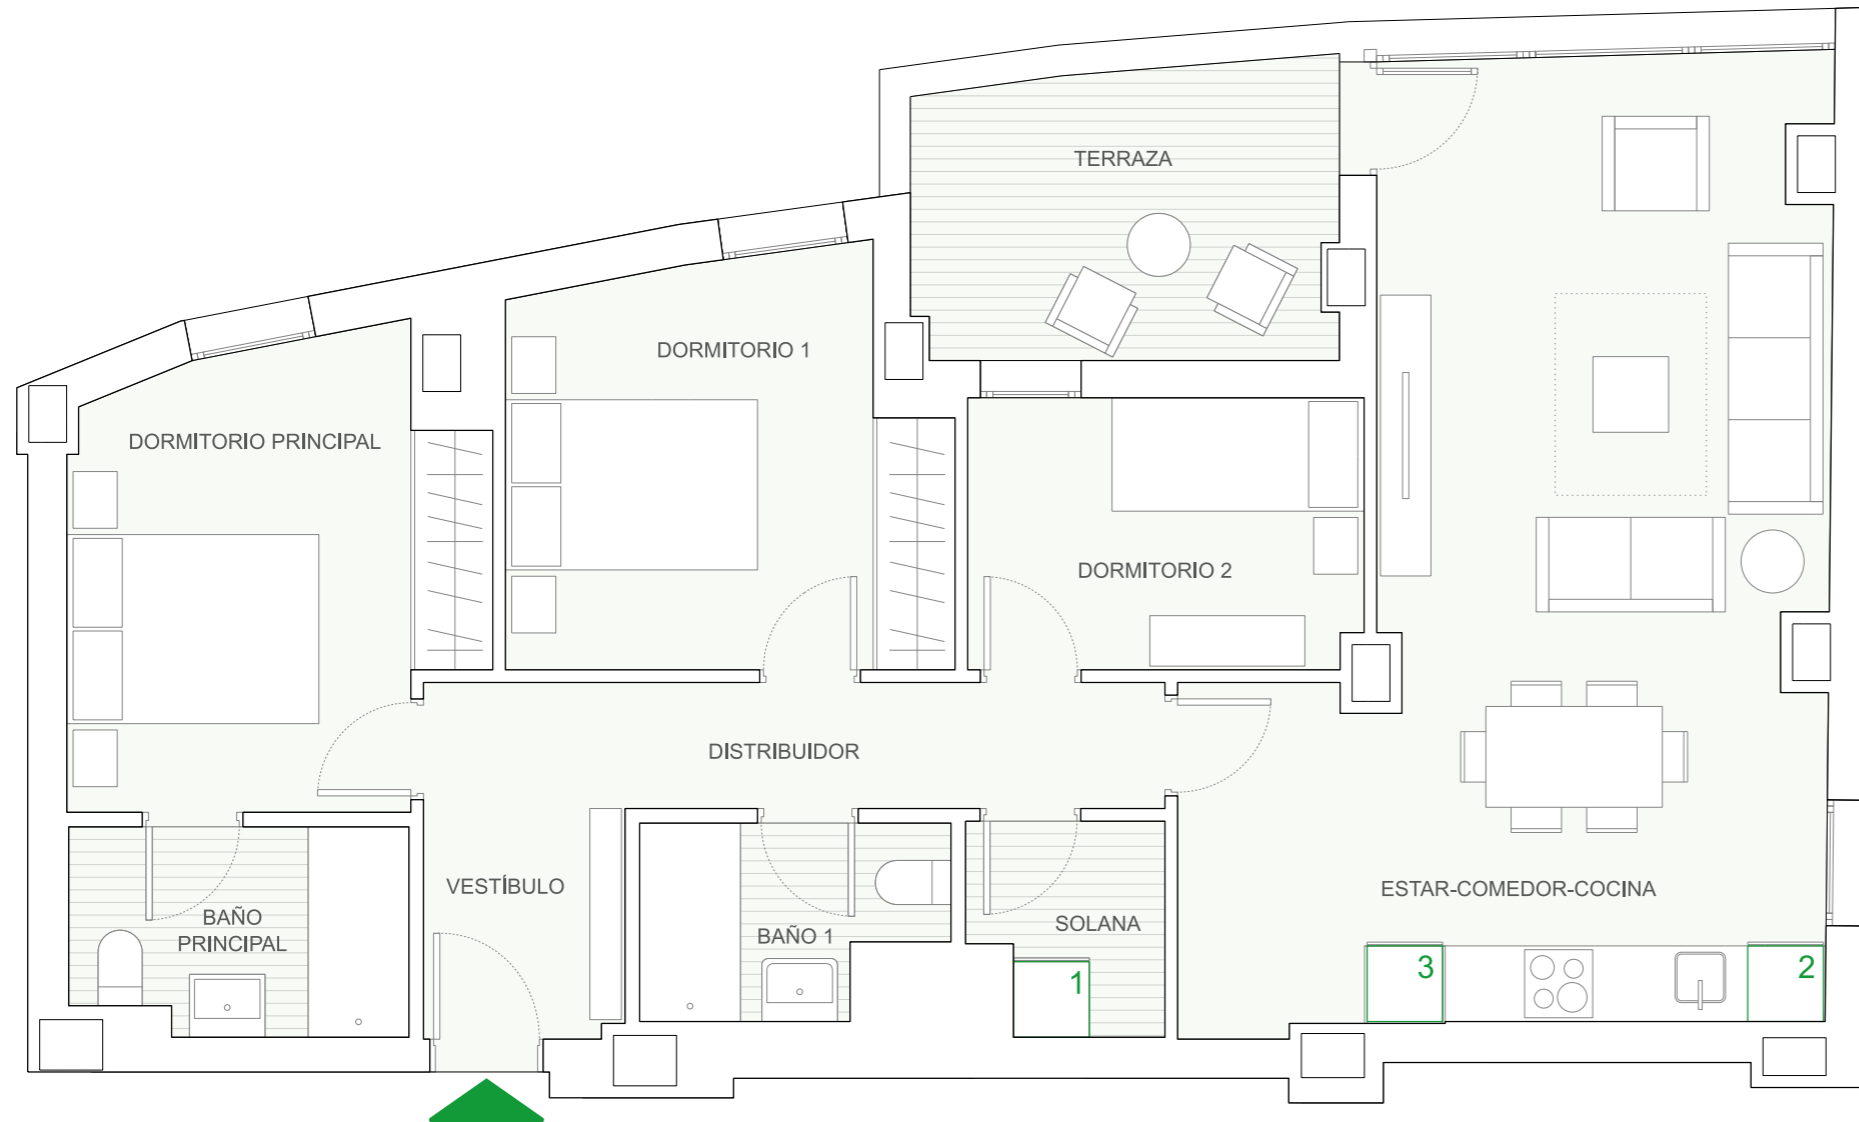 TERRAZA
DORMITORIO 1
DORMITORIO PRINCIPAL
DORMITORIO 2
DISTRIBUIDOR
VESTÍBULO
ESTAR-COMEDOR-COCINA
BAÑO
PRINCIPAL
BAÑO 1
SOLANA
1
3
2